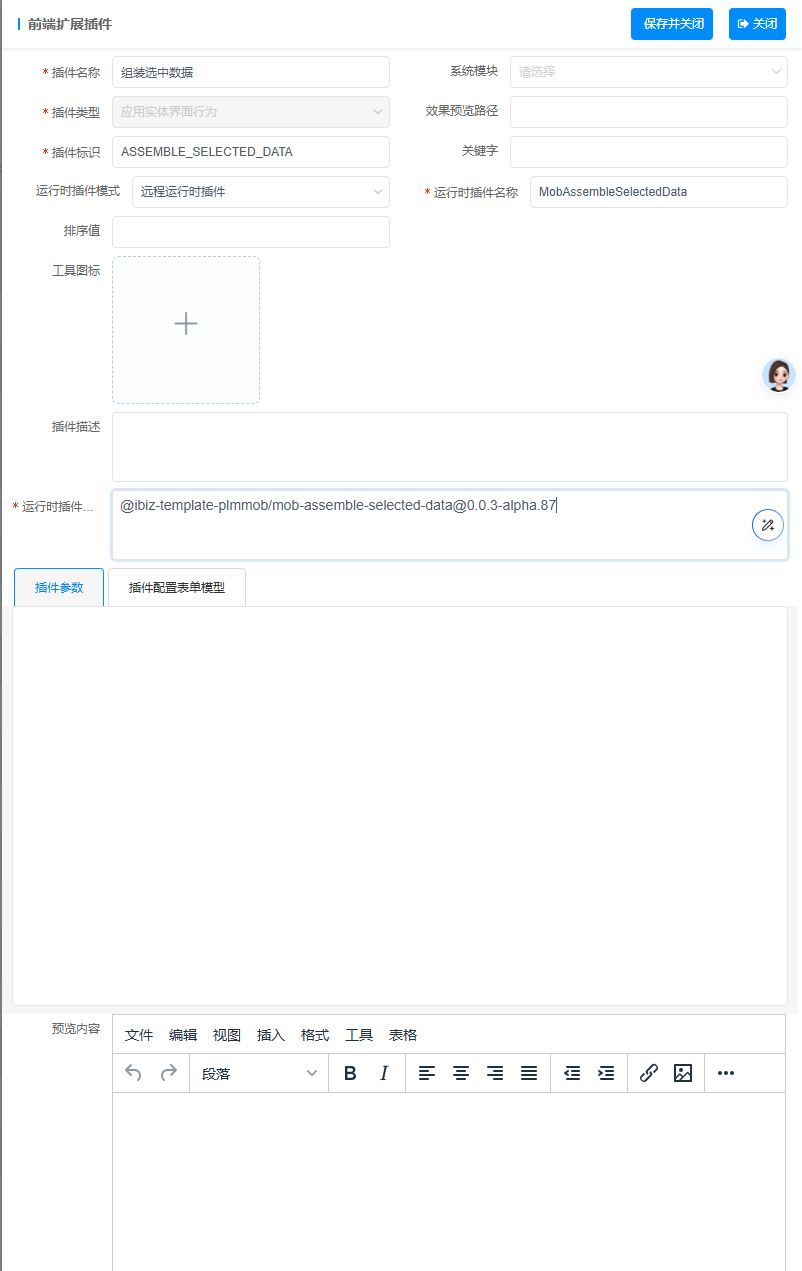 前端扩展插件
保存并关闭
关闭
* 插件名称 组装选中数据
系统模块 请选择
* 插件类型 应用实体界面行为
效果预览路径
* 插件标识 ASSEMBLE_SELECTED_DATA
关键字
运行时插件模式 远程运行时插件
* 运行时插件名称 MobAssembleSelectedData
排序值
工具图标
插件描述
* 运行时插件... @ibiz-template-plmmob/mob-assemble-selected-data@0.0.3-alpha.87
插件参数 插件配置表单模型
预览内容
文件 编辑 视图 插入 格式 工具 表格
段落 B I